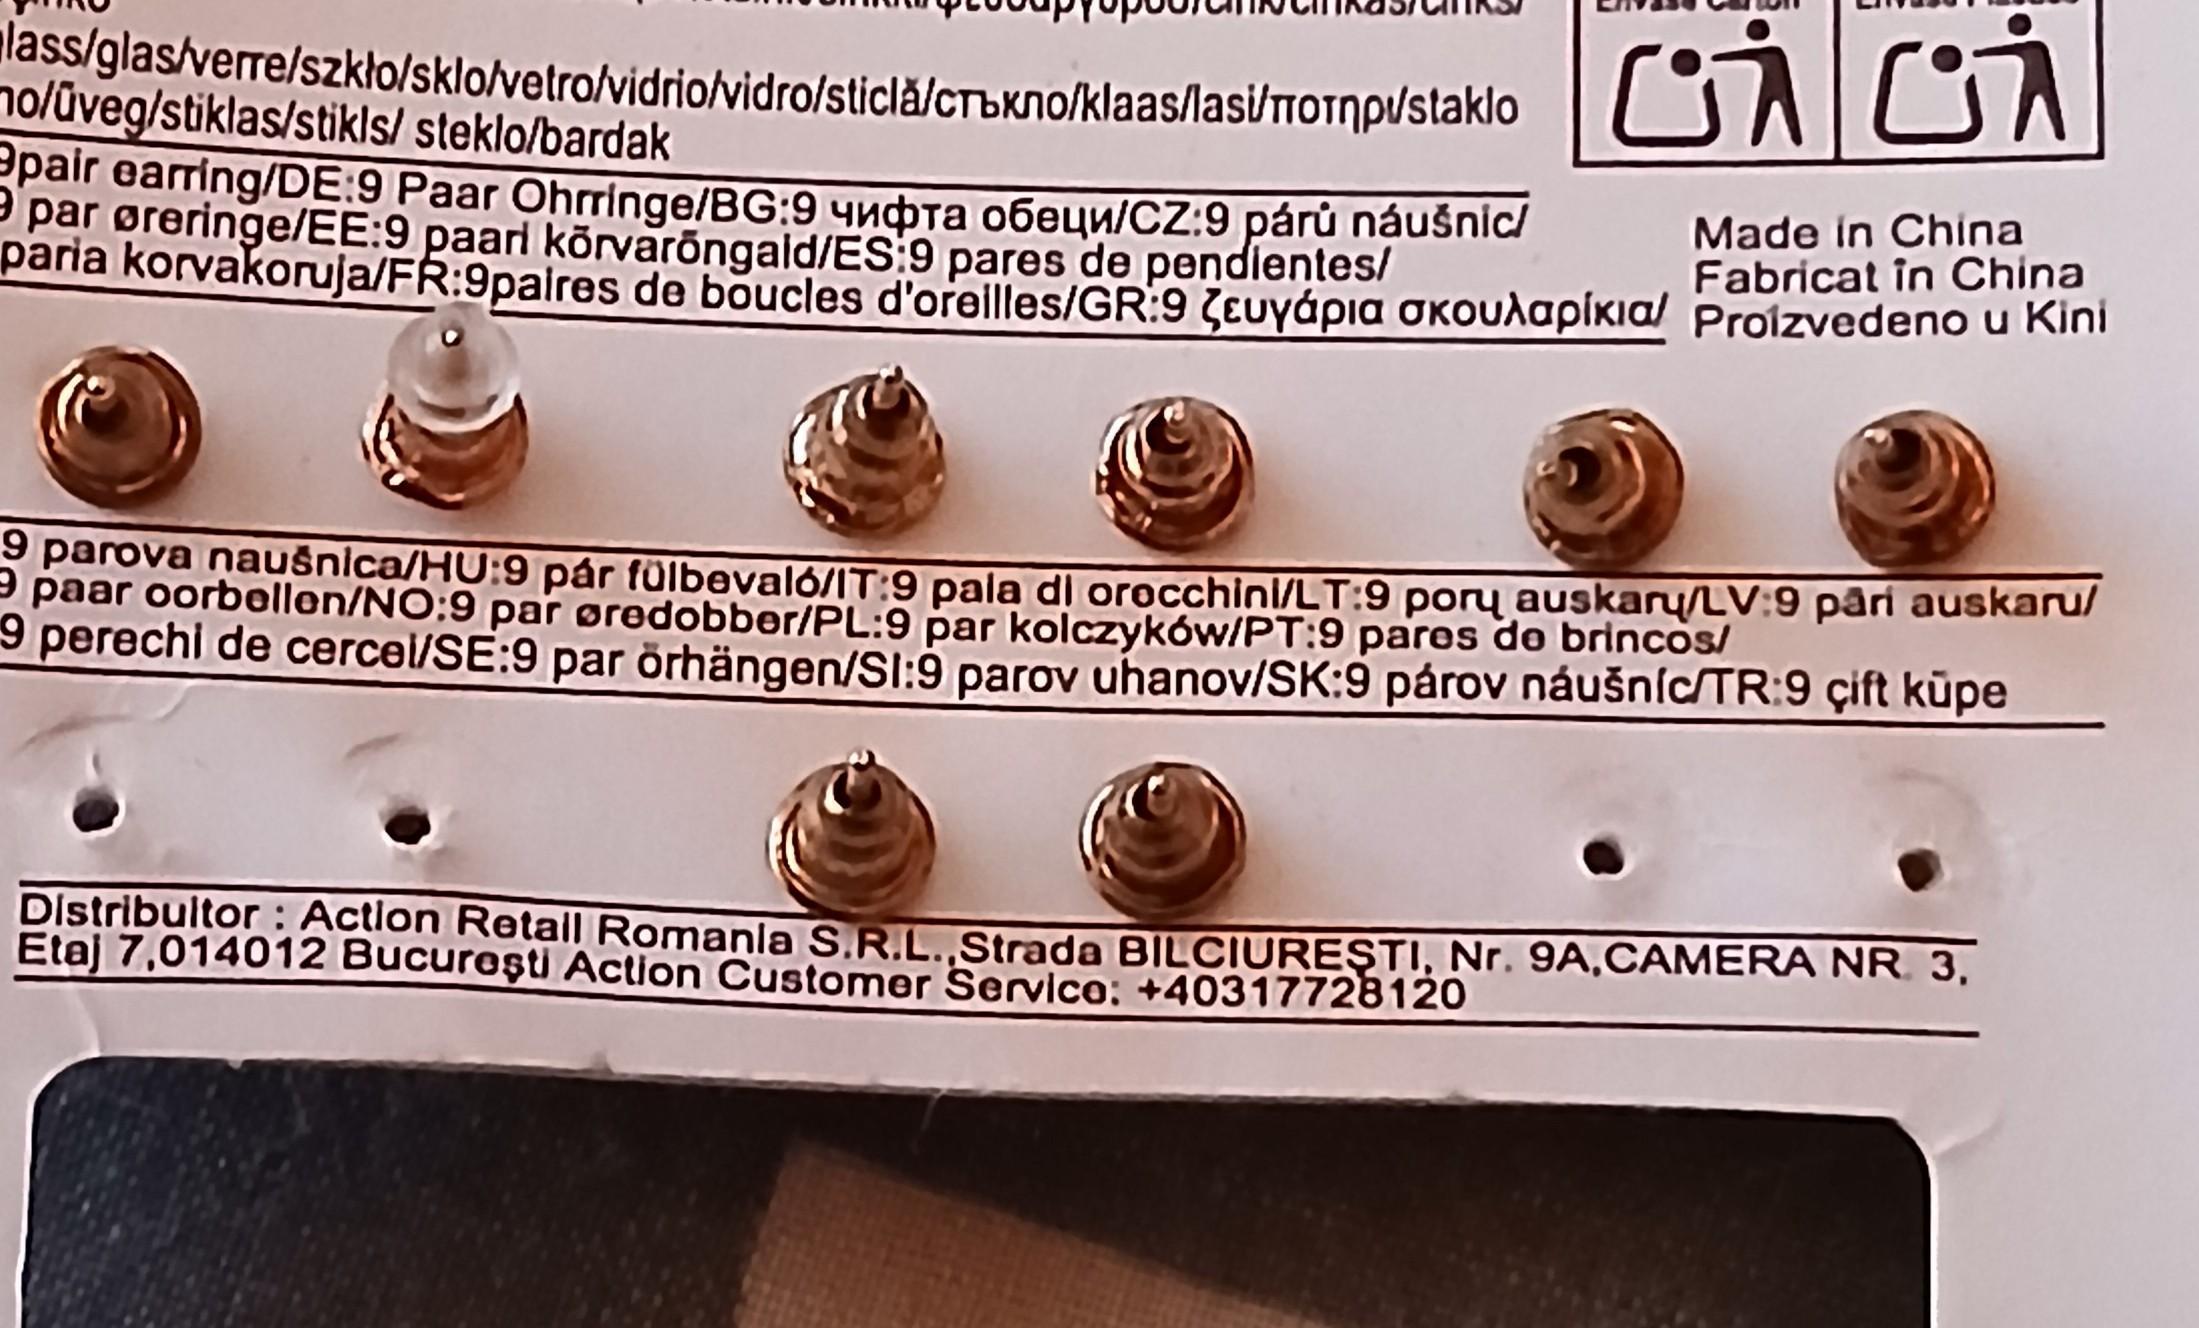 glass/glas/verre/szkło/sklo/vetro/vidrio/vidro/sticlă/стъкло/klaas/lasi/ποτηρι/staklo
no/üveg/stiklas/stikls/ steklo/bardak
9pair earring/DE:9 Paar Ohrringe/BG:9 чифта обеци/CZ:9 párů náušnic/
9 par øreringe/EE:9 paari kõrvarõngaid/ES:9 pares de pendientes/
paria korvakoruja/FR:9paires de boucles d'oreilles/GR:9 ζευγάρια σκουλαρίκια/
Made in China
Fabricat în China
Proizvedeno u Kini
9 parova naušnica/HU:9 pár fülbevaló/IT:9 paia di orecchini/LT:9 porų auskarų/LV:9 pāri auskaru/
9 paar oorbellen/NO:9 par øredobber/PL:9 par kolczyków/PT:9 pares de brincos/
9 perechi de cercei/SE:9 par örhängen/SI:9 parov uhanov/SK:9 párov náušníc/TR:9 çift küpe
Distribuitor : Action Retail Romania S.R.L.,Strada BILCIUREŞTI, Nr. 9A,CAMERA NR. 3,
Etaj 7,014012 Bucureşti Action Customer Service: +40317728120